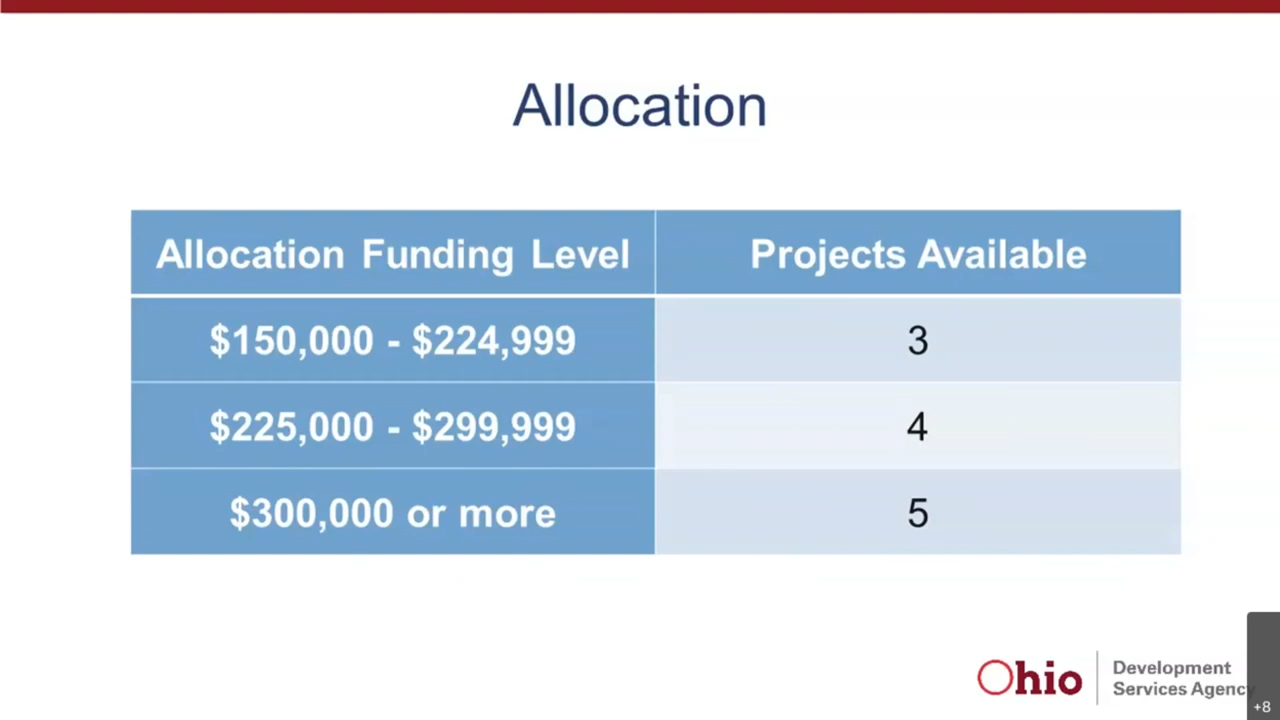 Allocation
Allocation Funding Level Projects Available
$150,000 - $224,999 3
$225,000 - $299,999 4
$300,000 or more 5
Ohio
Development
Services Agency
+8